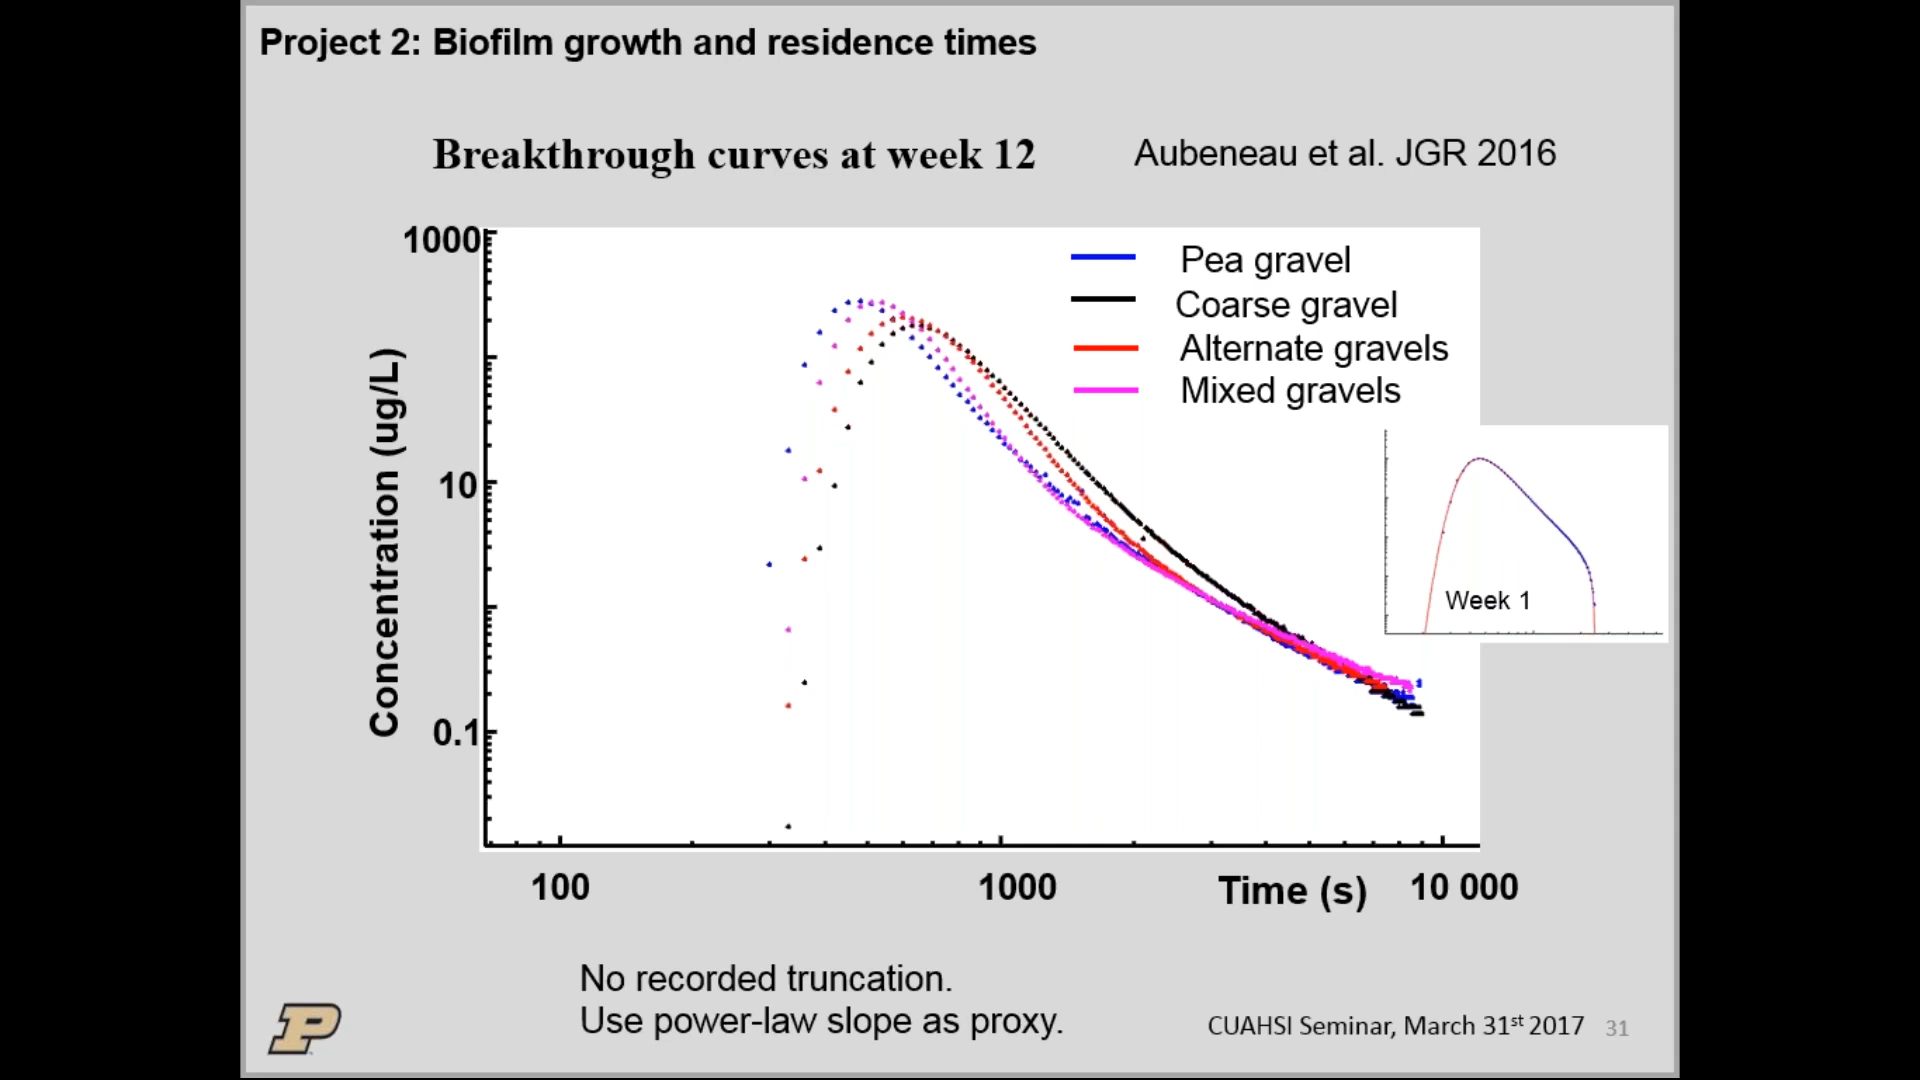 Project 2: Biofilm growth and residence times
Breakthrough curves at week 12
Aubeneau et al. JGR 2016
1000
10
0.1
Concentration (ug/L)
Pea gravel
Coarse gravel
Alternate gravels
Mixed gravels
Week 1
100
1000
Time (s)
10 000
No recorded truncation.
Use power-law slope as proxy.
P
CUAHSI Seminar, March 31st 2017
31